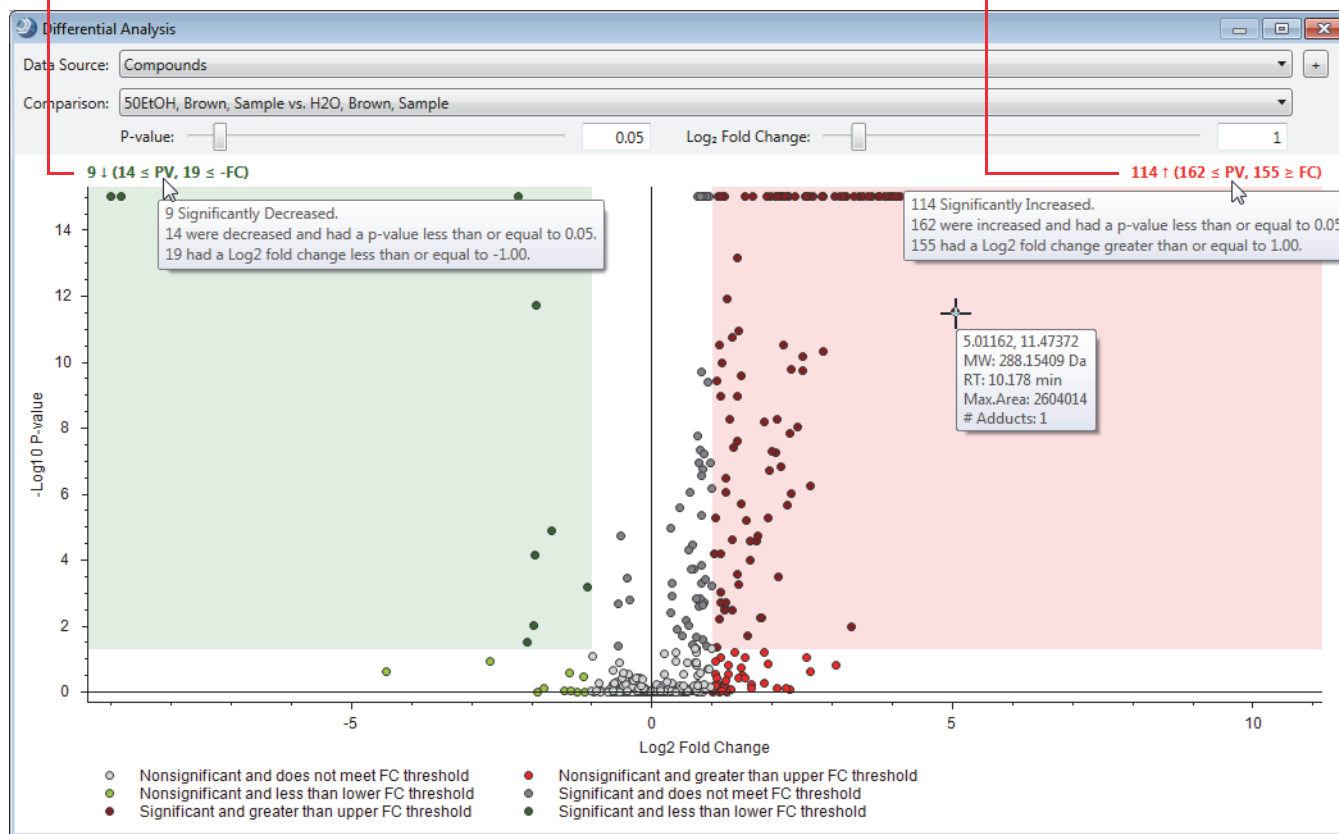 Differential Analysis
Data Source: Compounds
+
Comparison: 50EtOH, Brown, Sample vs. H2O, Brown, Sample
P-value: 0.05 Log₂ Fold Change: 1
9 ↓ (14 ≤ PV, 19 ≤ -FC)
114 ↑ (162 ≤ PV, 155 ≥ FC)
9 Significantly Decreased.
14 were decreased and had a p-value less than or equal to 0.05.
19 had a Log2 fold change less than or equal to -1.00.
114 Significantly Increased.
162 were increased and had a p-value less than or equal to 0.05
155 had a Log2 fold change greater than or equal to 1.00.
5.01162, 11.47372
MW: 288.15409 Da
RT: 10.178 min
Max.Area: 2604014
# Adducts: 1
-Log10 P-value
14
12
10
8
6
4
2
0
-5 0 5 10
Log2 Fold Change
Nonsignificant and does not meet FC threshold
Nonsignificant and less than lower FC threshold
Significant and greater than upper FC threshold
Nonsignificant and greater than upper FC threshold
Significant and does not meet FC threshold
Significant and less than lower FC threshold